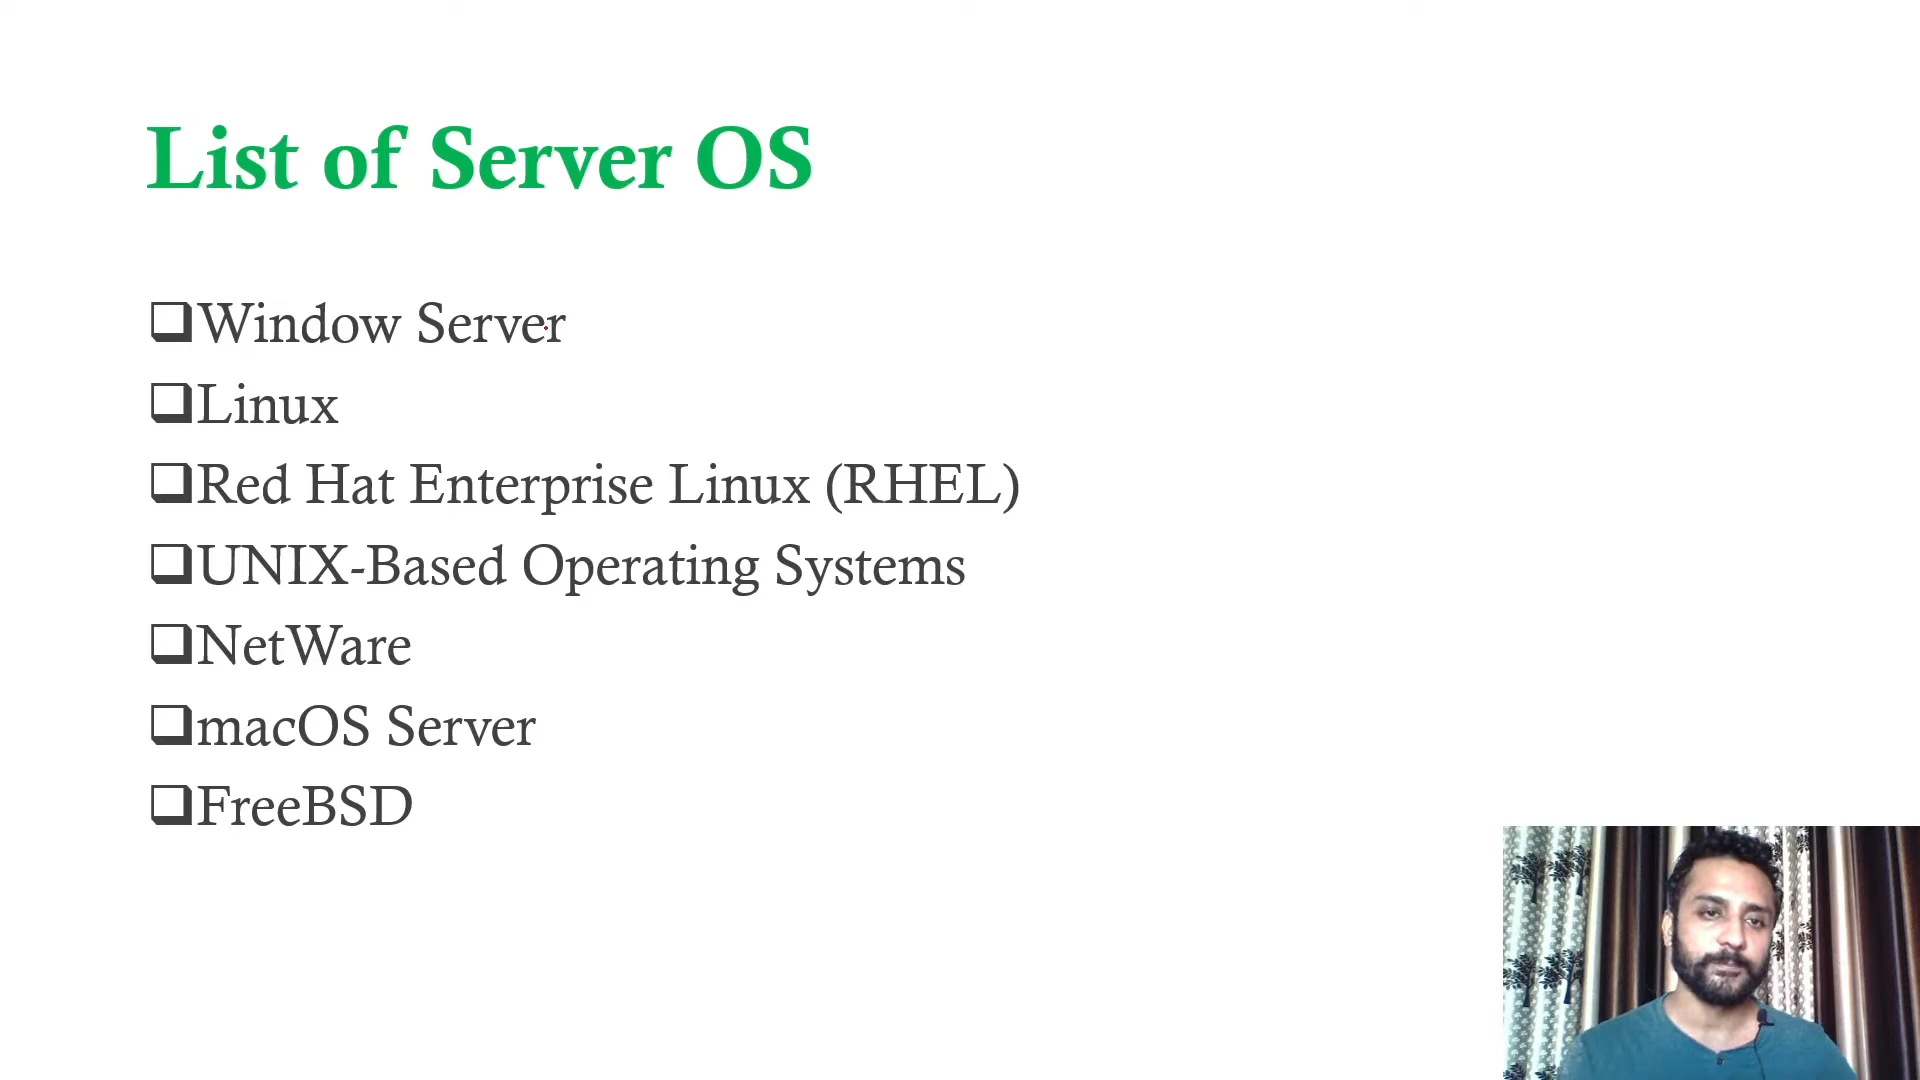 List of Server OS
Window Server
Linux
Red Hat Enterprise Linux (RHEL)
UNIX-Based Operating Systems
NetWare
macOS Server
FreeBSD